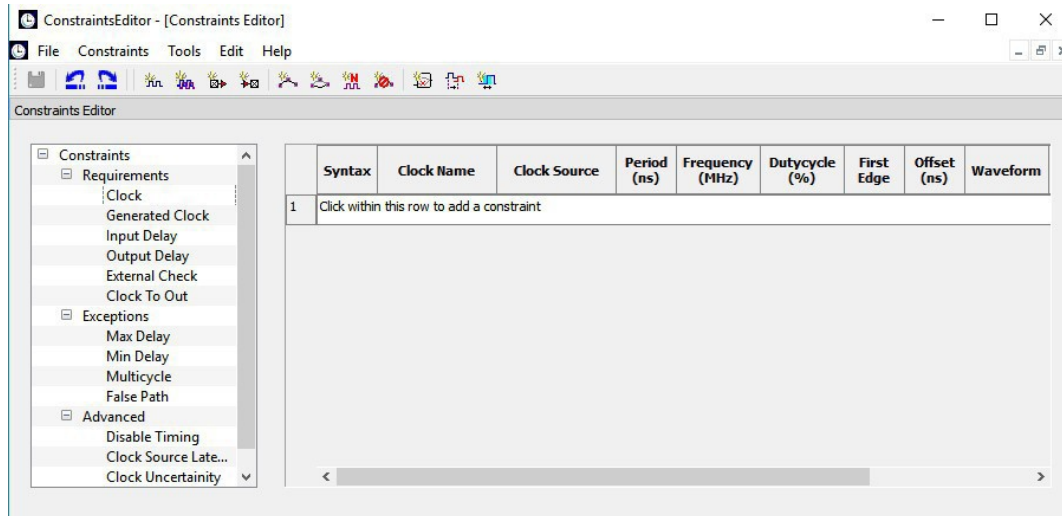 ConstraintsEditor - [Constraints Editor]
File Constraints Tools Edit Help
Constraints Editor
Constraints
Requirements
Clock
Generated Clock
Input Delay
Output Delay
External Check
Clock To Out
Exceptions
Max Delay
Min Delay
Multicycle
False Path
Advanced
Disable Timing
Clock Source Late...
Clock Uncertainity
Syntax Clock Name Clock Source Period (ns) Frequency (MHz) Dutycycle (%) First Edge Offset (ns) Waveform
1 Click within this row to add a constraint